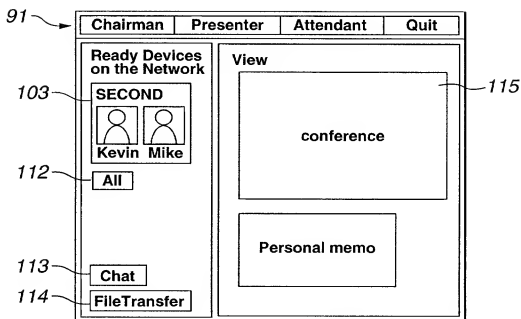 91
Chairman Presenter Attendant Quit
Ready Devices
on the Network
103
SECOND
Kevin Mike
112
All
113
Chat
114
FileTransfer
View
115
conference
Personal memo